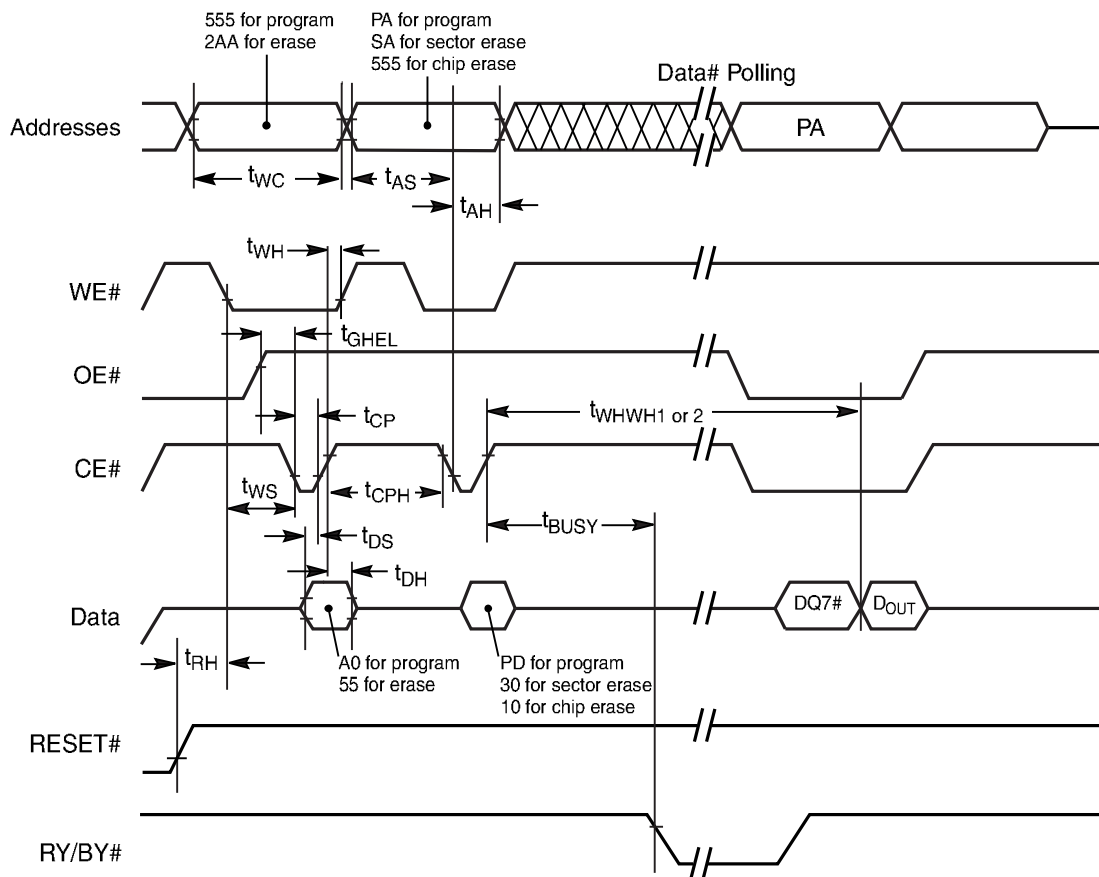 555 for program
2AA for erase
PA for program
SA for sector erase
555 for chip erase
Data# Polling
Addresses
PA
tWC
tAS
tAH
tWH
WE#
tGHEL
OE#
tCP
tWHWH1 or 2
CE#
tWS
tCPH
tBUSY
tDS
tDH
Data
DQ7#
DOUT
tRH
A0 for program
55 for erase
PD for program
30 for sector erase
10 for chip erase
RESET#
RY/BY#